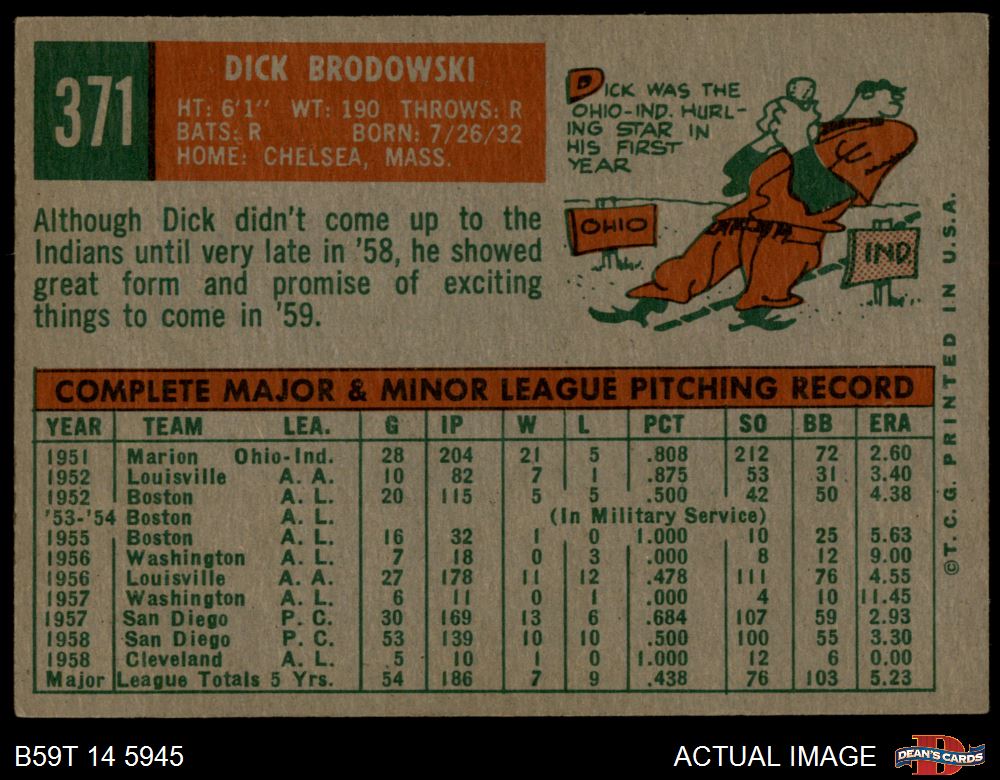 371
DICK BRODOWSKI
HT: 6'1" WT: 190 THROWS: R
BATS: R BORN: 7/26/32
HOME: CHELSEA, MASS.
DICK WAS THE
OHIO-IND. HURL-
ING STAR IN
HIS FIRST
YEAR
OHIO
IND
Although Dick didn't come up to the
Indians until very late in '58, he showed
great form and promise of exciting
things to come in '59.
COMPLETE MAJOR & MINOR LEAGUE PITCHING RECORD
YEAR TEAM LEA. G IP W L PCT SO BB ERA
1951 Marion Ohio-Ind. 28 204 21 5 .808 212 72 2.60
1952 Louisville A. A. 10 82 7 1 .875 53 31 3.40
1952 Boston A. L. 20 115 5 5 .500 42 50 4.38
'53-'54 Boston A. L. (In Military Service)
1955 Boston A. L. 16 32 1 0 1.000 10 25 5.63
1956 Washington A. L. 7 18 0 3 .000 8 12 9.00
1956 Louisville A. A. 27 178 11 12 .478 111 76 4.55
1957 Washington A. L. 6 11 0 1 .000 4 10 11.45
1957 San Diego P. C. 30 169 13 6 .684 107 59 2.93
1958 San Diego P. C. 53 139 10 10 .500 100 55 3.30
1958 Cleveland A. L. 5 10 1 0 1.000 12 6 0.00
Major League Totals 5 Yrs. 54 186 7 9 .438 76 103 5.23
©T.C.G. PRINTED IN U.S.A.
B59T 14 5945
ACTUAL IMAGE
D
DEAN'S CARDS